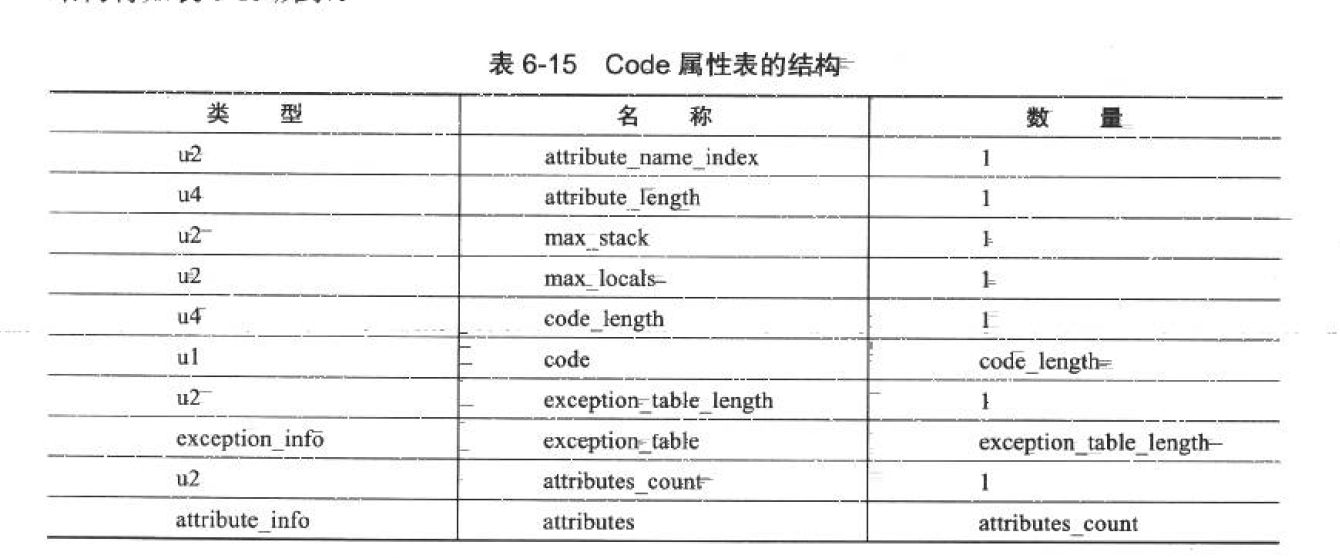 表 6-15 Code 属性表的结构
类 型 名 称 数 量
u2 attribute_name_index 1
u4 attribute_length 1
u2 max_stack 1
u2 max_locals 1
u4 code_length 1
u1 code code_length
u2 exception_table_length 1
exception_info exception_table exception_table_length
u2 attributes_count 1
attribute_info attributes attributes_count